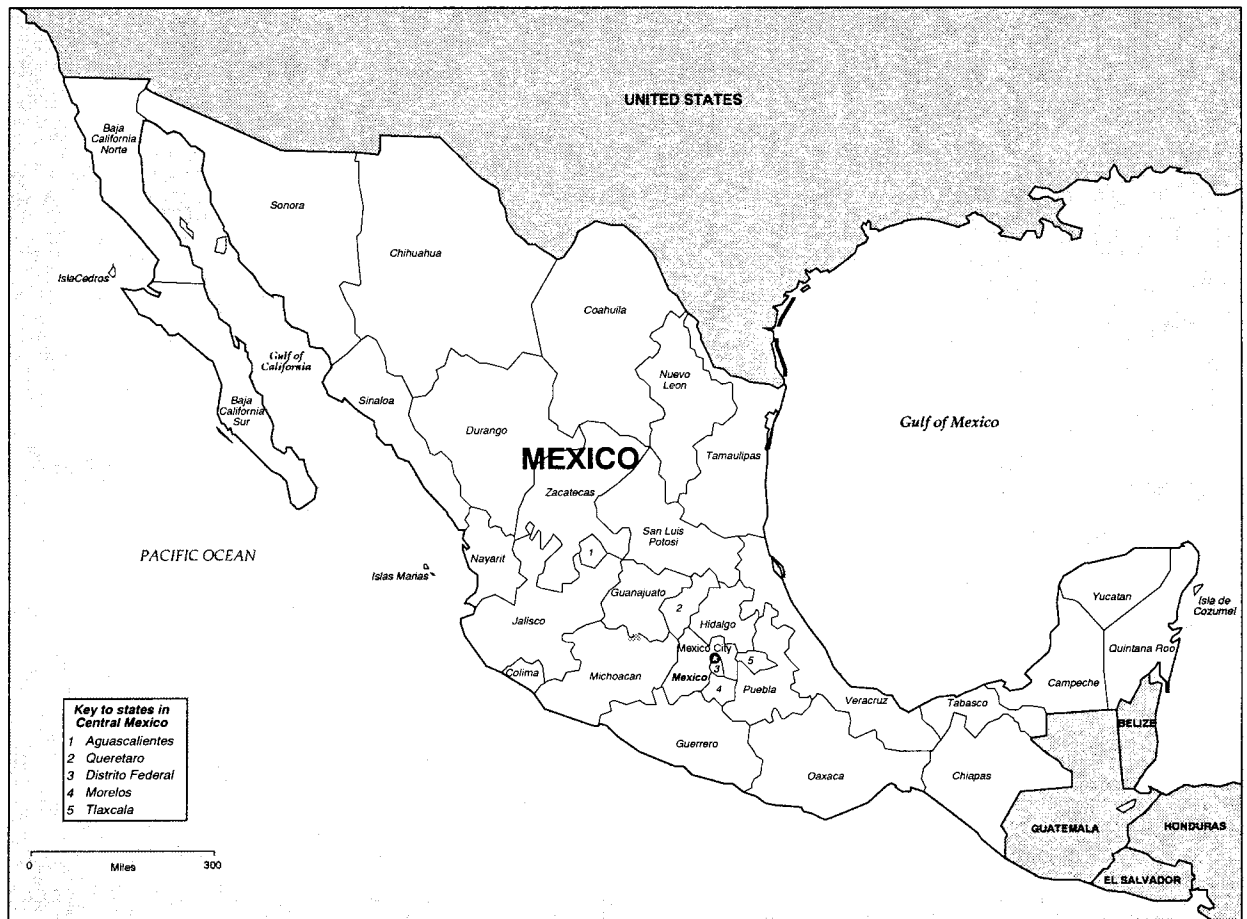 UNITED STATES
Baja
California
Norte
Sonora
Chihuahua
IslaCedros
Coahuila
Gulf of
California
Nuevo
Leon
Sinaloa
Baja
California
Sur
Durango
Gulf of Mexico
MEXICO
Tamaulipas
Zacatecas
San Luis
Potosi
PACIFIC OCEAN
Nayarit
1
Islas Marias
Guanajuato
2
Yucatan
Isla de
Cozumel
Jalisco
Hidalgo
Mexico City
Quintana Roo
5
3
Colima
Michoacan
Mexico
4
Puebla
Campeche
Veracruz
Tabasco
BELIZE
Guerrero
Oaxaca
Chiapas
GUATEMALA
HONDURAS
EL SALVADOR
Key to states in
Central Mexico
1 Aguascalientes
2 Queretaro
3 Distrito Federal
4 Morelos
5 Tlaxcala
0 300
Miles